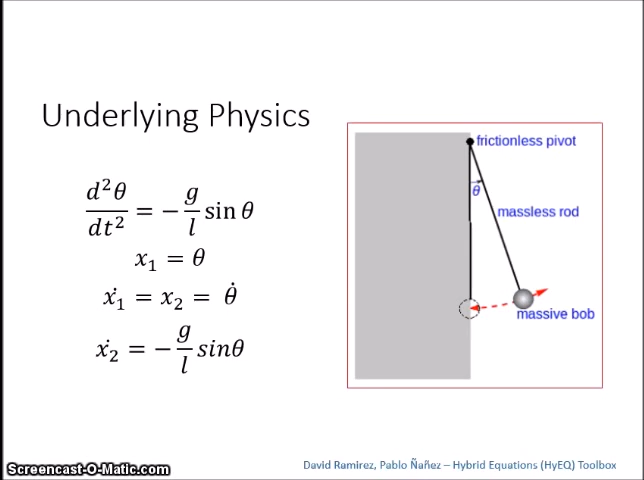 Underlying Physics
d²θ/dt² = −g/l sin θ
x₁ = θ
ẋ₁ = x₂ = θ̇
ẋ₂ = −g/l sinθ
frictionless pivot
θ
massless rod
massive bob
David Ramirez, Pablo Ñañez – Hybrid Equations (HyEQ) Toolbox
Screencast-O-Matic.com